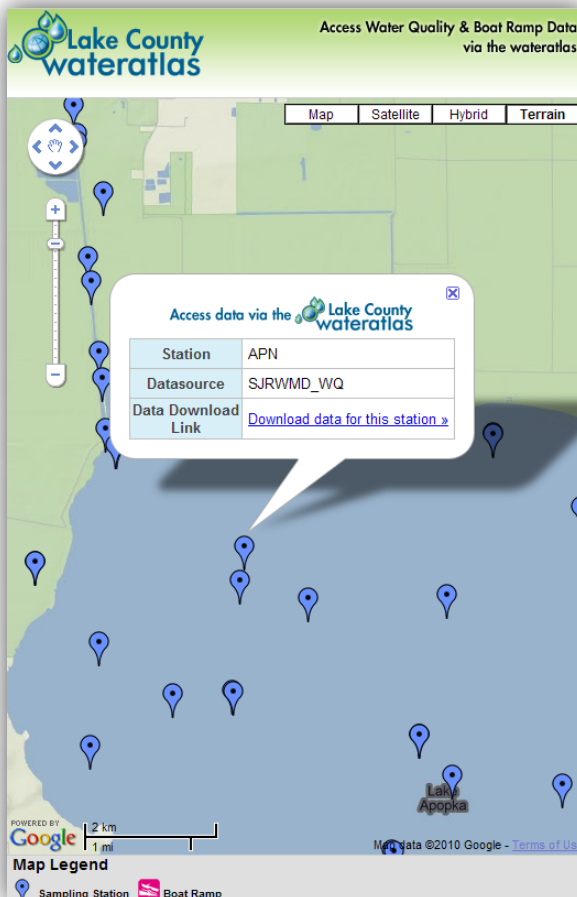 Lake County
wateratlas
Access Water Quality & Boat Ramp Data
via the wateratlas
Map Satellite Hybrid Terrain
Access data via the Lake County
wateratlas
Station APN
Datasource SJRWMD_WQ
Data Download
Link
Download data for this station »
Lake
Apopka
POWERED BY
Google
2 km
1 mi
Map data ©2010 Google - Terms of Us
Map Legend
Sampling Station Boat Ramp